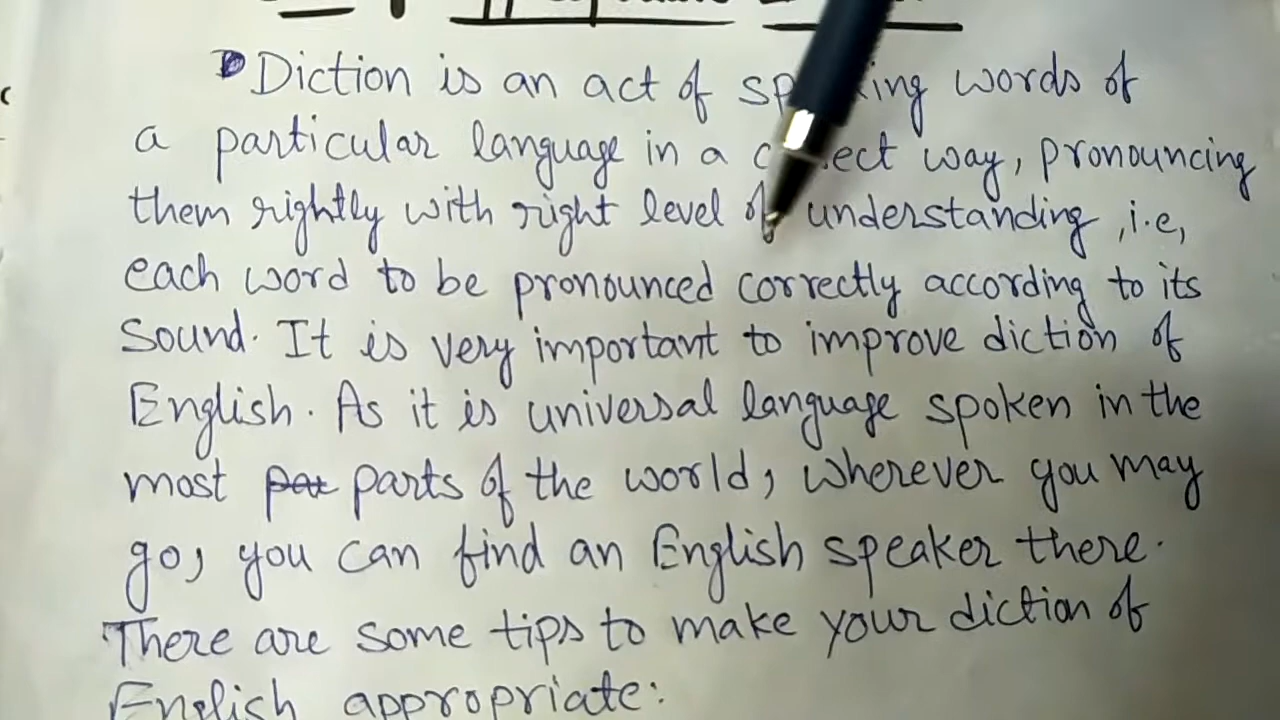 Diction is an act of speaking words of
a particular language in a correct way, pronouncing
them rightly with right level of understanding, i.e,
each word to be pronounced correctly according to its
Sound. It is very important to improve diction of
English. As it is universal language spoken in the
most par parts of the world, wherever you may
go, you can find an English speaker there.
There are some tips to make your diction of
English appropriate: